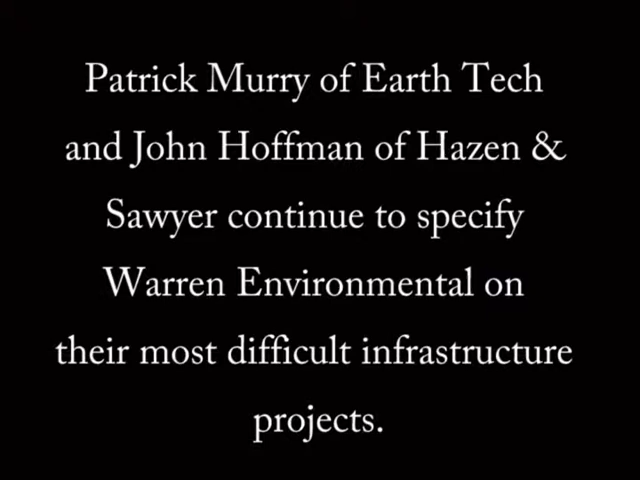 Patrick Murry of Earth Tech
and John Hoffman of Hazen &
Sawyer continue to specify
Warren Environmental on
their most difficult infrastructure
projects.